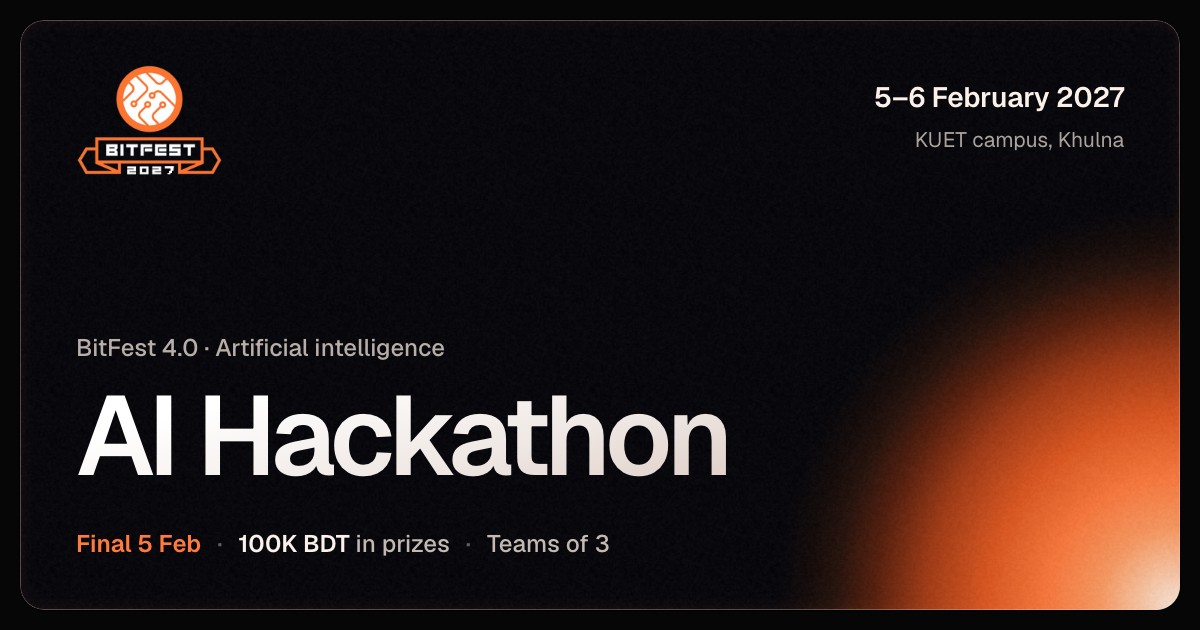 BITFEST
2027
5–6 February 2027
KUET campus, Khulna
BitFest 4.0 · Artificial intelligence
AI Hackathon
Final 5 Feb · 100K BDT in prizes · Teams of 3